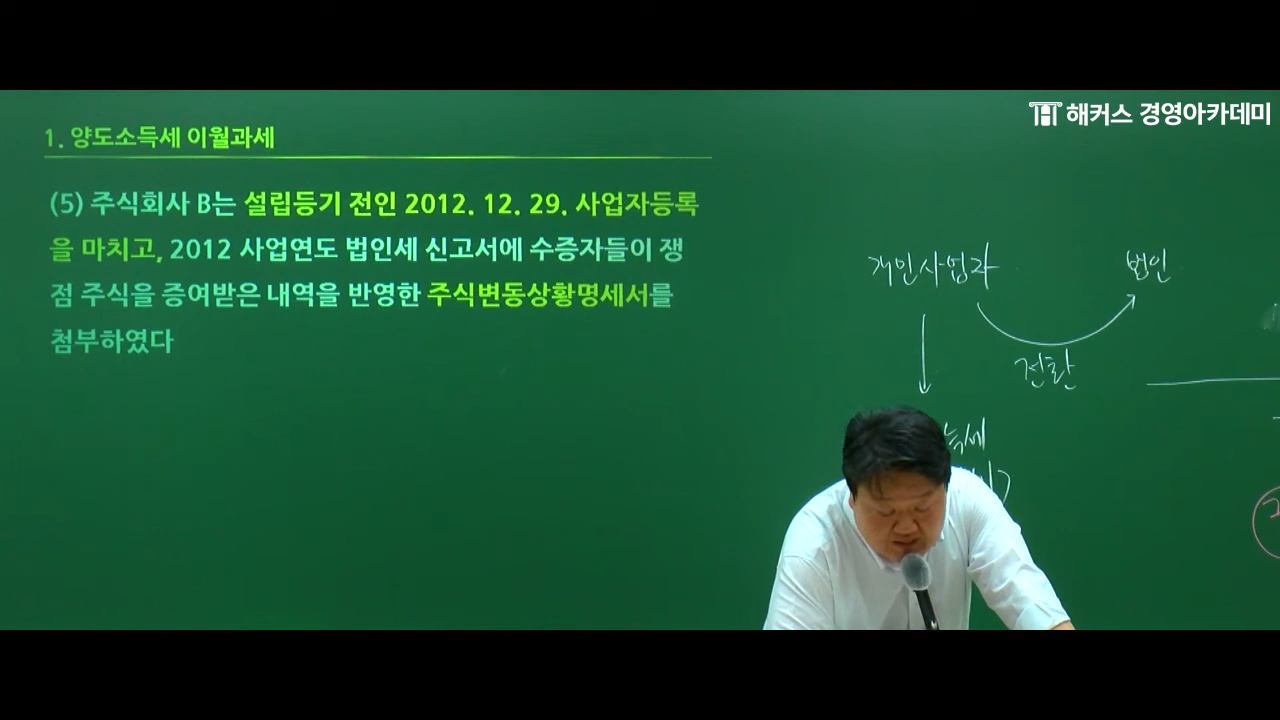 해커스 경영아카데미
1. 양도소득세 이월과세
(5) 주식회사 B는 설립등기 전인 2012. 12. 29. 사업자등록
을 마치고, 2012 사업연도 법인세 신고서에 수증자들이 쟁
점 주식을 증여받은 내역을 반영한 주식변동상황명세서를
첨부하였다
개인사업자
법인
전환